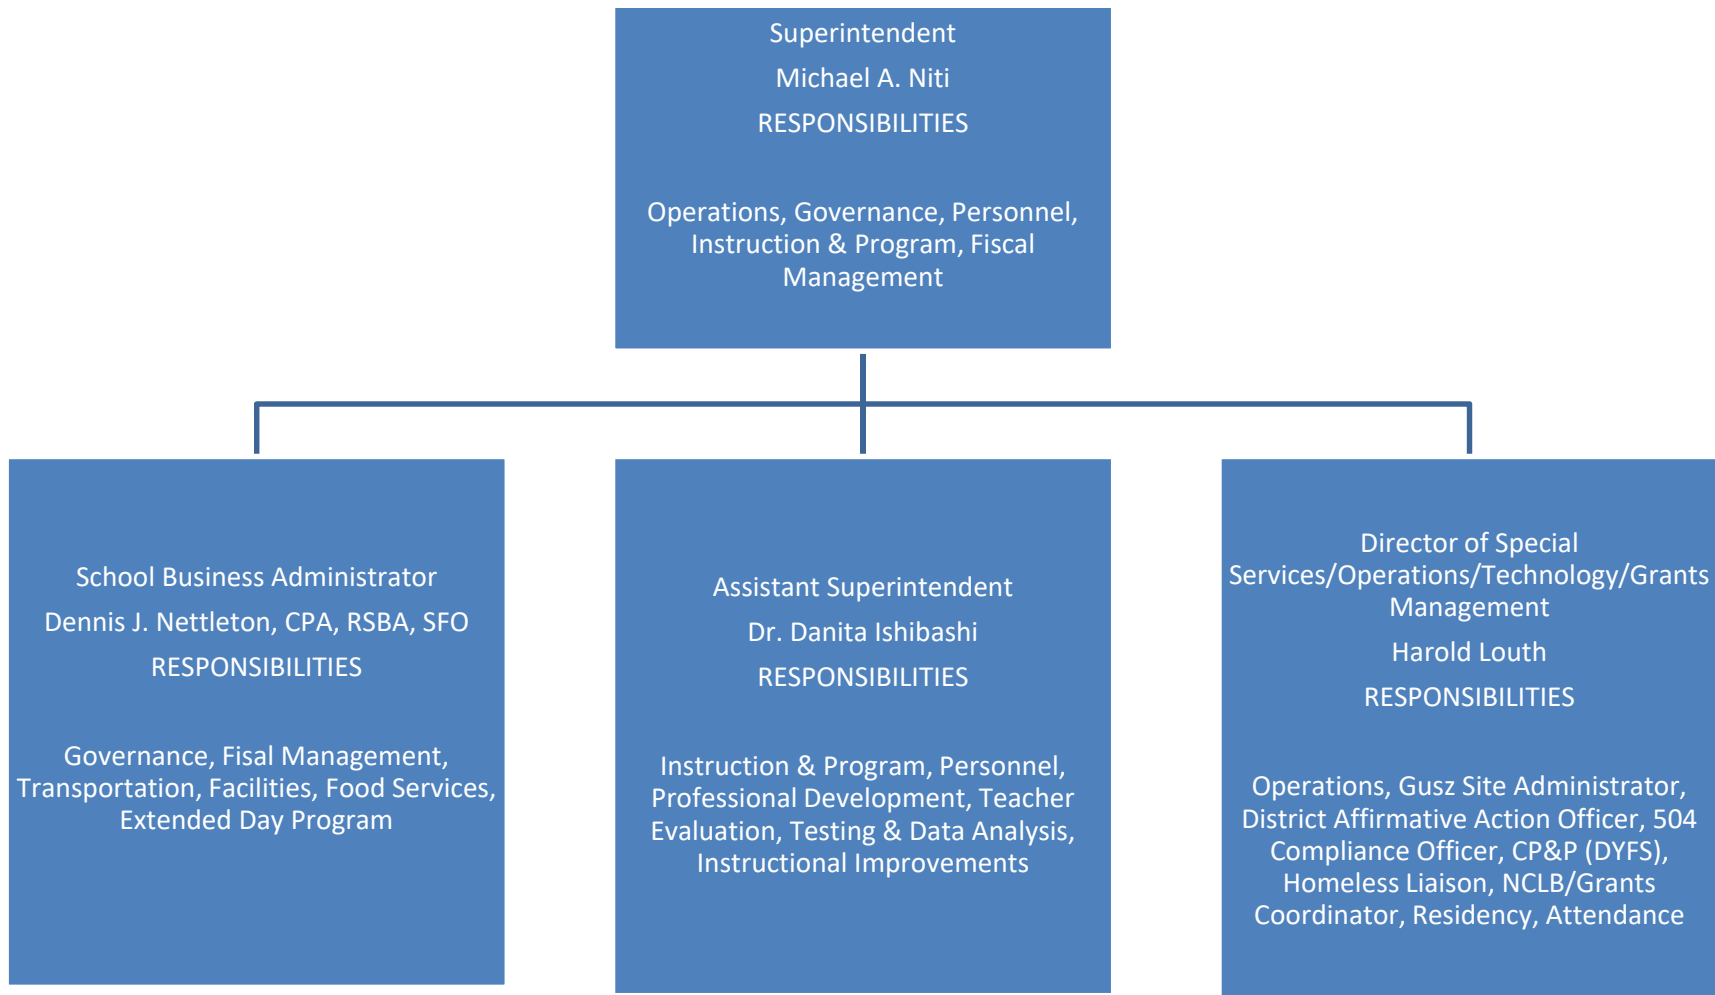 Superintendent
Michael A. Niti
RESPONSIBILITIES
Operations, Governance, Personnel,
Instruction & Program, Fiscal
Management
School Business Administrator
Dennis J. Nettleton, CPA, RSBA, SFO
RESPONSIBILITIES
Governance, Fisal Management,
Transportation, Facilities, Food Services,
Extended Day Program
Assistant Superintendent
Dr. Danita Ishibashi
RESPONSIBILITIES
Instruction & Program, Personnel,
Professional Development, Teacher
Evaluation, Testing & Data Analysis,
Instructional Improvements
Director of Special
Services/Operations/Technology/Grants
Management
Harold Louth
RESPONSIBILITIES
Operations, Gusz Site Administrator,
District Affirmative Action Officer, 504
Compliance Officer, CP&P (DYFS),
Homeless Liaison, NCLB/Grants
Coordinator, Residency, Attendance